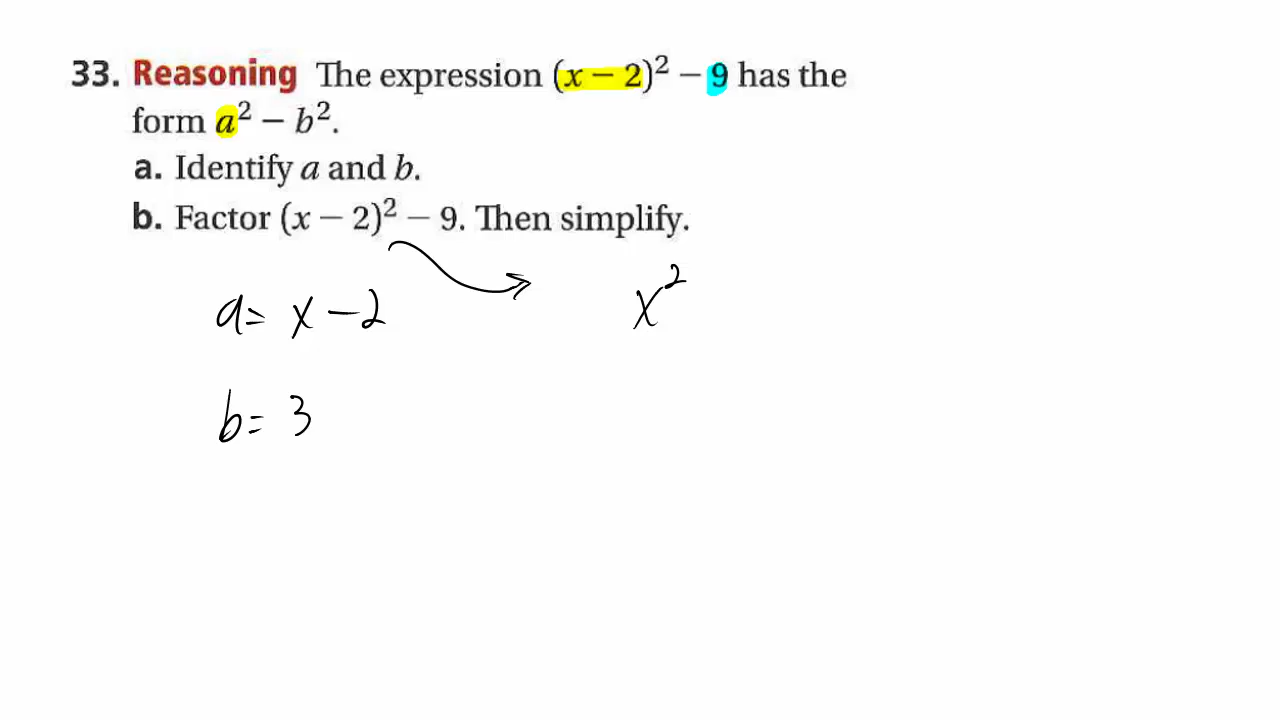 33. Reasoning The expression (x − 2)² − 9 has the
form a² − b².
a. Identify a and b.
b. Factor (x − 2)² − 9. Then simplify.
a= x −2
x²
b= 3